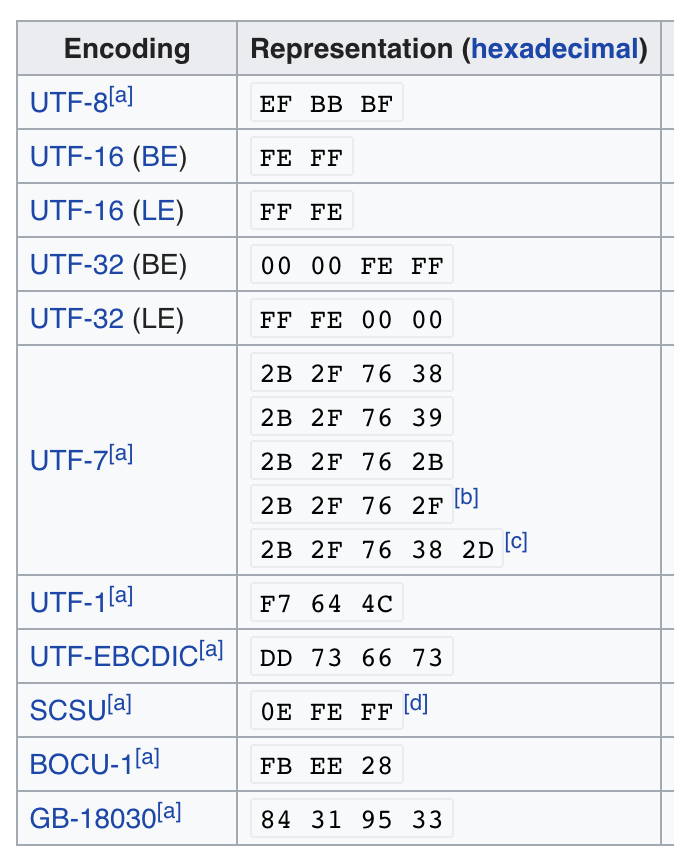 Encoding Representation (hexadecimal)
UTF-8[a] EF BB BF
UTF-16 (BE) FE FF
UTF-16 (LE) FF FE
UTF-32 (BE) 00 00 FE FF
UTF-32 (LE) FF FE 00 00
UTF-7[a]
2B 2F 76 38
2B 2F 76 39
2B 2F 76 2B
2B 2F 76 2F[b]
2B 2F 76 38 2D[c]
UTF-1[a] F7 64 4C
UTF-EBCDIC[a] DD 73 66 73
SCSU[a] 0E FE FF[d]
BOCU-1[a] FB EE 28
GB-18030[a] 84 31 95 33